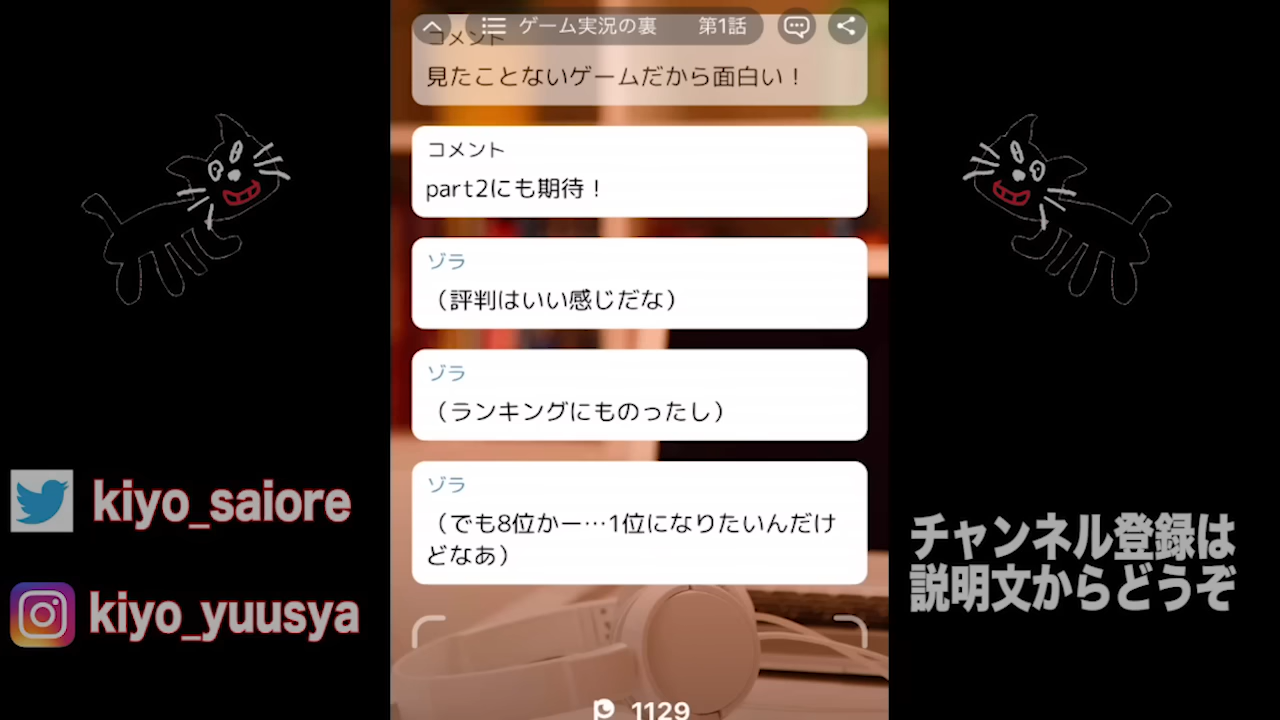 ゲーム実況の裏 第1話
コメント
見たことないゲームだから面白い！
コメント
part2にも期待！
ゾラ
（評判はいい感じだな）
ゾラ
（ランキングにものったし）
ゾラ
（でも8位かー…1位になりたいんだけ
どなあ）
1129
kiyo_saiore
kiyo_yuusya
チャンネル登録は
説明文からどうぞ